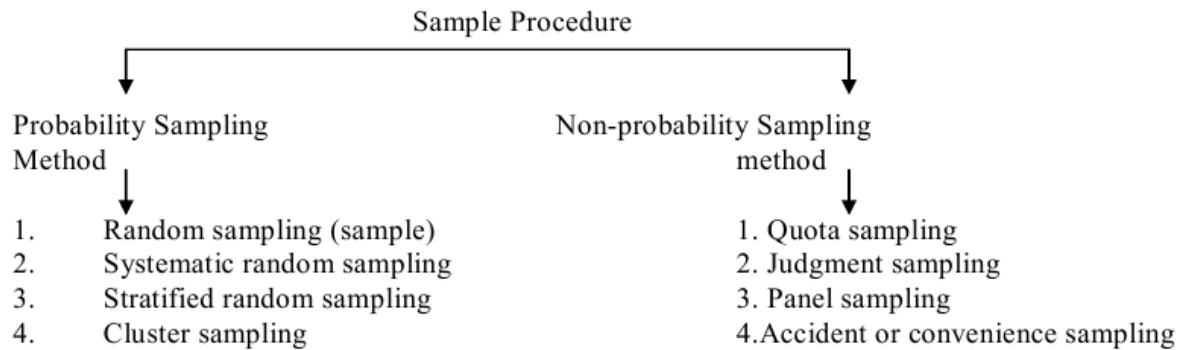 Sample Procedure
Probability Sampling
Method
1. Random sampling (sample)
2. Systematic random sampling
3. Stratified random sampling
4. Cluster sampling
Non-probability Sampling
method
1. Quota sampling
2. Judgment sampling
3. Panel sampling
4.Accident or convenience sampling